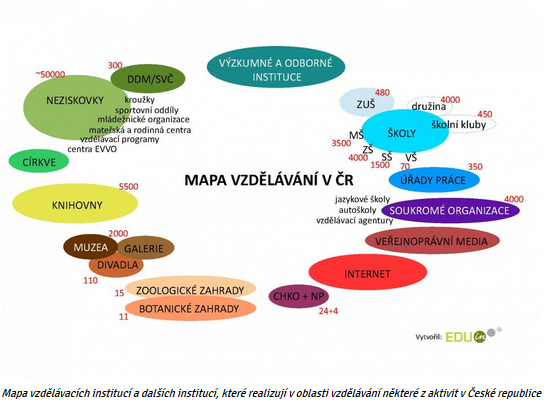 ~50000
300
DDM/SVČ
NEZISKOVKY
kroužky
sportovní oddíly
mládežnické organizace
mateřská a rodinná centra
vzdělávací programy
centra EVVO
VÝZKUMNÉ A ODBORNÉ
INSTITUCE
480
ZUŠ
4000
družina
450
školní kluby
ŠKOLY
MŠ
3500
ZŠ
4000
SŠ
1500
VŠ
70
CÍRKVE
MAPA VZDĚLÁVÁNÍ V ČR
350
ÚŘADY PRÁCE
5500
KNIHOVNY
jazykové školy
autoškoly
vzdělávací agentury
4000
SOUKROMÉ ORGANIZACE
2000
MUZEA
GALERIE
DIVADLA
110
VEŘEJNOPRÁVNÍ MEDIA
INTERNET
15
ZOOLOGICKÉ ZAHRADY
11
BOTANICKÉ ZAHRADY
CHKO + NP
24+4
Vytvořil: EDUin
Mapa vzdělávacích institucí a dalších institucí, které realizují v oblasti vzdělávání některé z aktivit v České republice